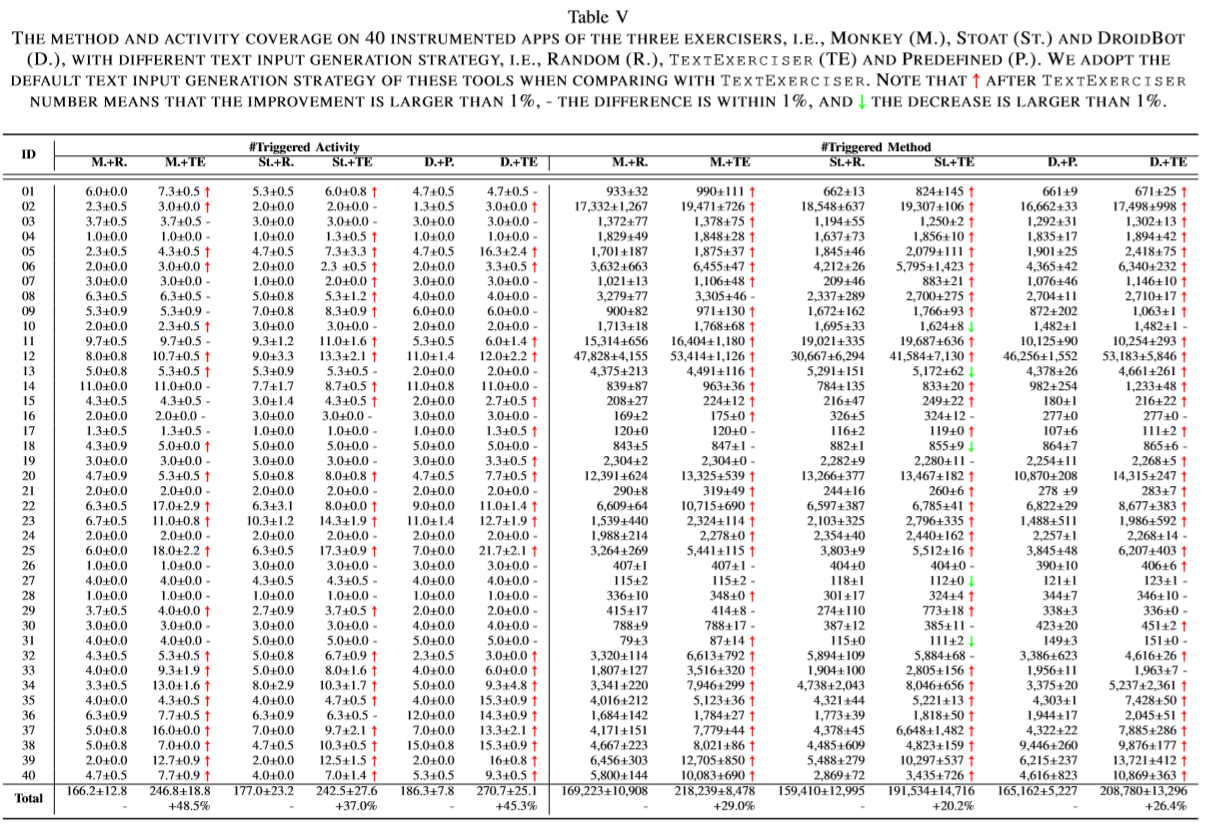 Table V
THE METHOD AND ACTIVITY COVERAGE ON 40 INSTRUMENTED APPS OF THE THREE EXERCISERS, I.E., MONKEY (M.), STOAT (ST.) AND DROIDBOT
(D.), WITH DIFFERENT TEXT INPUT GENERATION STRATEGY, I.E., RANDOM (R.), TEXTEXERCISER (TE) AND PREDEFINED (P.). WE ADOPT THE
DEFAULT TEXT INPUT GENERATION STRATEGY OF THESE TOOLS WHEN COMPARING WITH TEXTEXERCISER. NOTE THAT ↑ AFTER TEXTEXERCISER
NUMBER MEANS THAT THE IMPROVEMENT IS LARGER THAN 1%, - THE DIFFERENCE IS WITHIN 1%, AND ↓ THE DECREASE IS LARGER THAN 1%.
ID #Triggered Activity #Triggered Method
M.+R. M.+TE St.+R. St.+TE D.+P. D.+TE M.+R. M.+TE St.+R. St.+TE D.+P. D.+TE
01 6.0±0.0 7.3±0.5 ↑ 5.3±0.5 6.0±0.8 ↑ 4.7±0.5 4.7±0.5 - 933±32 990±111 ↑ 662±13 824±145 ↑ 661±9 671±25 ↑
02 2.3±0.5 3.0±0.0 ↑ 2.0±0.0 2.0±0.0 - 1.3±0.5 3.0±0.0 ↑ 17,332±1,267 19,471±726 ↑ 18,548±637 19,307±106 ↑ 16,662±33 17,498±998 ↑
03 3.7±0.5 3.7±0.5 - 3.0±0.0 3.0±0.0 - 3.0±0.0 3.0±0.0 - 1,372±77 1,378±75 ↑ 1,194±55 1,250±2 ↑ 1,292±31 1,302±13 ↑
04 1.0±0.0 1.0±0.0 - 1.0±0.0 1.3±0.5 ↑ 1.0±0.0 1.0±0.0 - 1,829±49 1,848±28 ↑ 1,637±73 1,856±10 ↑ 1,835±17 1,894±42 ↑
05 2.3±0.5 4.3±0.5 ↑ 4.7±0.5 7.3±3.3 ↑ 4.7±0.5 16.3±2.4 ↑ 1,701±187 1,875±37 ↑ 1,845±46 2,079±111 ↑ 1,901±25 2,418±75 ↑
06 2.0±0.0 3.0±0.0 ↑ 2.0±0.0 2.3 ±0.5 ↑ 2.0±0.0 3.3±0.5 ↑ 3,632±663 6,455±47 ↑ 4,212±26 5,795±1,423 ↑ 4,365±42 6,340±232 ↑
07 3.0±0.0 3.0±0.0 - 1.0±0.0 2.0±0.0 ↑ 3.0±0.0 3.0±0.0 - 1,021±13 1,106±48 ↑ 209±46 883±21 ↑ 1,076±46 1,146±10 ↑
08 6.3±0.5 6.3±0.5 - 5.0±0.8 5.3±1.2 ↑ 4.0±0.0 4.0±0.0 - 3,279±77 3,305±46 - 2,337±289 2,700±275 ↑ 2,704±11 2,710±17 ↑
09 5.3±0.9 5.3±0.9 - 7.0±0.8 8.3±0.9 ↑ 6.0±0.0 6.0±0.0 - 900±82 971±130 ↑ 1,672±162 1,766±93 ↑ 872±202 1,063±1 ↑
10 2.0±0.0 2.3±0.5 ↑ 3.0±0.0 3.0±0.0 - 2.0±0.0 2.0±0.0 - 1,713±18 1,768±68 ↑ 1,695±33 1,624±8 ↓ 1,482±1 1,482±1 -
11 9.7±0.5 9.7±0.5 - 9.3±1.2 11.0±1.6 ↑ 5.3±0.5 6.0±1.4 ↑ 15,314±656 16,404±1,180 ↑ 19,021±335 19,687±636 ↑ 10,125±90 10,254±293 ↑
12 8.0±0.8 10.7±0.5 ↑ 9.0±3.3 13.3±2.1 ↑ 11.0±1.4 12.0±2.2 ↑ 47,828±4,155 53,414±1,126 ↑ 30,667±6,294 41,584±7,130 ↑ 46,256±1,552 53,183±5,846 ↑
13 5.0±0.8 5.3±0.5 ↑ 5.3±0.9 5.3±0.5 - 2.0±0.0 2.0±0.0 - 4,375±213 4,491±116 ↑ 5,291±151 5,172±62 ↓ 4,378±26 4,661±261 ↑
14 11.0±0.0 11.0±0.0 - 7.7±1.7 8.7±0.5 ↑ 11.0±0.8 11.0±0.0 - 839±87 963±36 ↑ 784±135 833±20 ↑ 982±254 1,233±48 ↑
15 4.3±0.5 4.3±0.5 - 3.0±1.4 4.3±0.5 ↑ 2.0±0.0 2.7±0.5 ↑ 208±27 224±12 ↑ 216±47 249±22 ↑ 180±1 216±22 ↑
16 2.0±0.0 2.0±0.0 - 3.0±0.0 3.0±0.0 - 3.0±0.0 3.0±0.0 - 169±2 175±0 ↑ 326±5 324±12 - 277±0 277±0 -
17 1.3±0.5 1.3±0.5 - 1.0±0.0 1.0±0.0 - 1.0±0.0 1.3±0.5 ↑ 120±0 120±0 - 116±2 119±0 ↑ 107±6 111±2 ↑
18 4.3±0.9 5.0±0.0 ↑ 5.0±0.0 5.0±0.0 - 5.0±0.0 5.0±0.0 - 843±5 847±1 - 882±1 855±9 ↓ 864±7 865±6 -
19 3.0±0.0 3.0±0.0 - 3.0±0.0 3.0±0.0 - 3.0±0.0 3.3±0.5 ↑ 2,304±2 2,304±0 - 2,282±9 2,280±11 - 2,254±11 2,268±5 ↑
20 4.7±0.9 5.3±0.5 ↑ 5.0±0.8 8.0±0.8 ↑ 4.7±0.5 7.7±0.5 ↑ 12,391±624 13,325±539 ↑ 13,266±377 13,467±182 ↑ 10,870±208 14,315±247 ↑
21 2.0±0.0 2.0±0.0 - 2.0±0.0 2.0±0.0 - 2.0±0.0 2.0±0.0 - 290±8 319±49 ↑ 244±16 260±6 ↑ 278 ±9 283±7 ↑
22 6.3±0.5 17.0±2.9 ↑ 6.3±3.1 8.0±0.0 ↑ 9.0±0.0 11.0±1.4 ↑ 6,609±64 10,715±690 ↑ 6,597±387 6,785±41 ↑ 6,822±29 8,677±383 ↑
23 6.7±0.5 11.0±0.8 ↑ 10.3±1.2 14.3±1.9 ↑ 11.0±1.4 12.7±1.9 ↑ 1,539±440 2,324±114 ↑ 2,103±325 2,796±335 ↑ 1,488±511 1,986±592 ↑
24 2.0±0.0 2.0±0.0 - 2.0±0.0 2.0±0.0 - 2.0±0.0 2.0±0.0 - 1,988±214 2,278±0 ↑ 2,354±40 2,440±162 ↑ 2,257±1 2,268±14 -
25 6.0±0.0 18.0±2.2 ↑ 6.3±0.5 17.3±0.9 ↑ 7.0±0.0 21.7±2.1 ↑ 3,264±269 5,441±115 ↑ 3,803±9 5,512±16 ↑ 3,845±48 6,207±403 ↑
26 1.0±0.0 1.0±0.0 - 3.0±0.0 3.0±0.0 - 3.0±0.0 3.0±0.0 - 407±1 407±1 - 404±0 404±0 - 390±10 406±6 ↑
27 4.0±0.0 4.0±0.0 - 4.3±0.5 4.3±0.5 - 4.0±0.0 4.0±0.0 - 115±2 115±2 - 118±1 112±0 ↓ 121±1 123±1 -
28 1.0±0.0 1.0±0.0 - 1.0±0.0 1.0±0.0 - 1.0±0.0 1.0±0.0 - 336±10 348±0 ↑ 301±17 324±4 ↑ 344±7 346±10 -
29 3.7±0.5 4.0±0.0 ↑ 2.7±0.9 3.7±0.5 ↑ 2.0±0.0 2.0±0.0 - 415±17 414±8 - 274±110 773±18 ↑ 338±3 336±0 -
30 3.0±0.0 3.0±0.0 - 3.0±0.0 3.0±0.0 - 4.0±0.0 4.0±0.0 - 788±9 788±17 - 387±12 385±11 - 423±20 451±2 ↑
31 4.0±0.0 4.0±0.0 - 5.0±0.0 5.0±0.0 - 5.0±0.0 5.0±0.0 - 79±3 87±14 ↑ 115±0 111±2 ↓ 149±3 151±0 -
32 4.3±0.5 5.3±0.5 ↑ 5.0±0.8 6.7±0.9 ↑ 2.3±0.5 3.0±0.0 ↑ 3,320±114 6,613±792 ↑ 5,894±109 5,884±68 - 3,386±623 4,616±26 ↑
33 4.0±0.0 9.3±1.9 ↑ 5.0±0.0 8.0±1.6 ↑ 4.0±0.0 6.0±0.0 ↑ 1,807±127 3,516±320 ↑ 1,904±100 2,805±156 ↑ 1,956±11 1,963±7 -
34 3.3±0.5 13.0±1.6 ↑ 8.0±2.9 10.3±1.7 ↑ 5.0±0.0 9.3±4.8 ↑ 3,341±220 7,946±299 ↑ 4,738±2,043 8,046±656 ↑ 3,375±20 5,237±2,361 ↑
35 4.0±0.0 4.3±0.5 ↑ 4.0±0.0 4.7±0.5 ↑ 4.0±0.0 15.3±0.9 ↑ 4,016±212 5,123±36 ↑ 4,321±44 5,221±13 ↑ 4,303±1 7,428±50 ↑
36 6.3±0.9 7.7±0.5 ↑ 6.3±0.9 6.3±0.5 - 12.0±0.0 14.3±0.9 ↑ 1,684±142 1,784±27 ↑ 1,773±39 1,818±50 ↑ 1,944±17 2,045±51 ↑
37 5.0±0.8 16.0±0.0 ↑ 7.0±0.0 9.7±2.1 ↑ 7.0±0.0 13.3±2.1 ↑ 4,171±151 7,779±44 ↑ 4,378±45 6,648±1,482 ↑ 4,322±22 7,885±286 ↑
38 5.0±0.8 7.0±0.0 ↑ 4.7±0.5 10.3±0.5 ↑ 15.0±0.8 15.3±0.9 ↑ 4,667±223 8,021±86 ↑ 4,485±609 4,823±159 ↑ 9,446±260 9,876±177 ↑
39 2.0±0.0 12.7±0.9 ↑ 2.0±0.0 12.5±1.5 ↑ 2.0±0.0 16±0.8 ↑ 6,456±303 12,705±850 ↑ 5,488±279 10,297±537 ↑ 6,215±237 13,721±412 ↑
40 4.7±0.5 7.7±0.9 ↑ 4.0±0.0 7.0±1.4 ↑ 5.3±0.5 9.3±0.5 ↑ 5,800±144 10,083±690 ↑ 2,869±72 3,435±726 ↑ 4,616±823 10,869±363 ↑
Total 166.2±12.8 246.8±18.8 177.0±23.2 242.5±27.6 186.3±7.8 270.7±25.1 169,223±10,908 218,239±8,478 159,410±12,995 191,534±14,716 165,162±5,227 208,780±13,296
- +48.5% - +37.0% - +45.3% - +29.0% - +20.2% - +26.4%